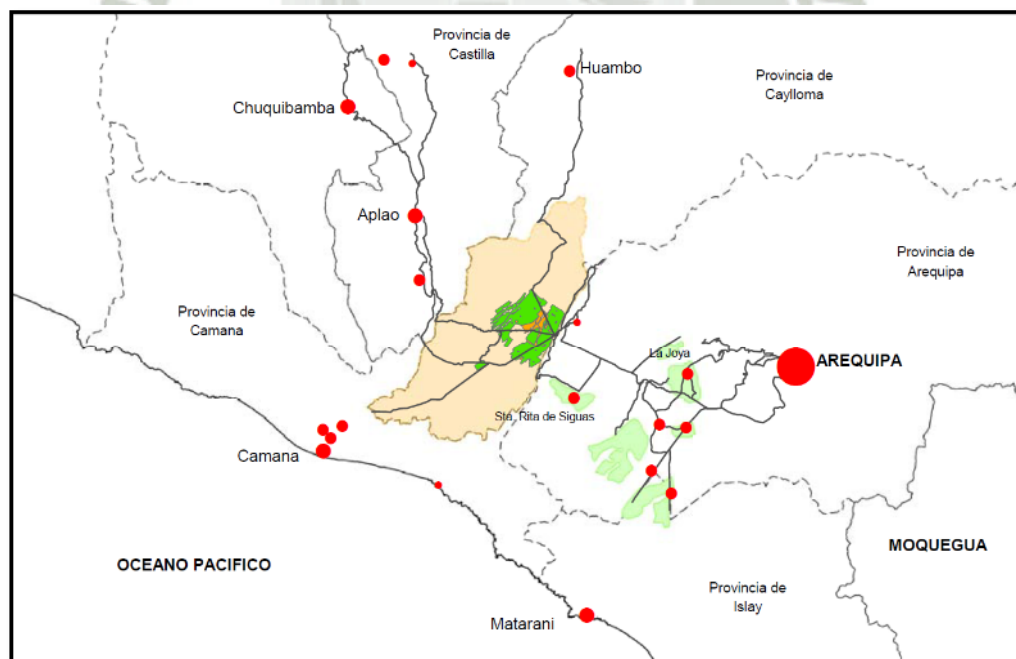 Provincia de
Castilla
Huambo
Provincia de
Caylloma
Chuquibamba
Aplao
Provincia de
Arequipa
Provincia de
Camana
La Joya
AREQUIPA
Sta. Rita de Siguas
Camana
MOQUEGUA
OCEANO PACIFICO
Provincia de
Islay
Matarani